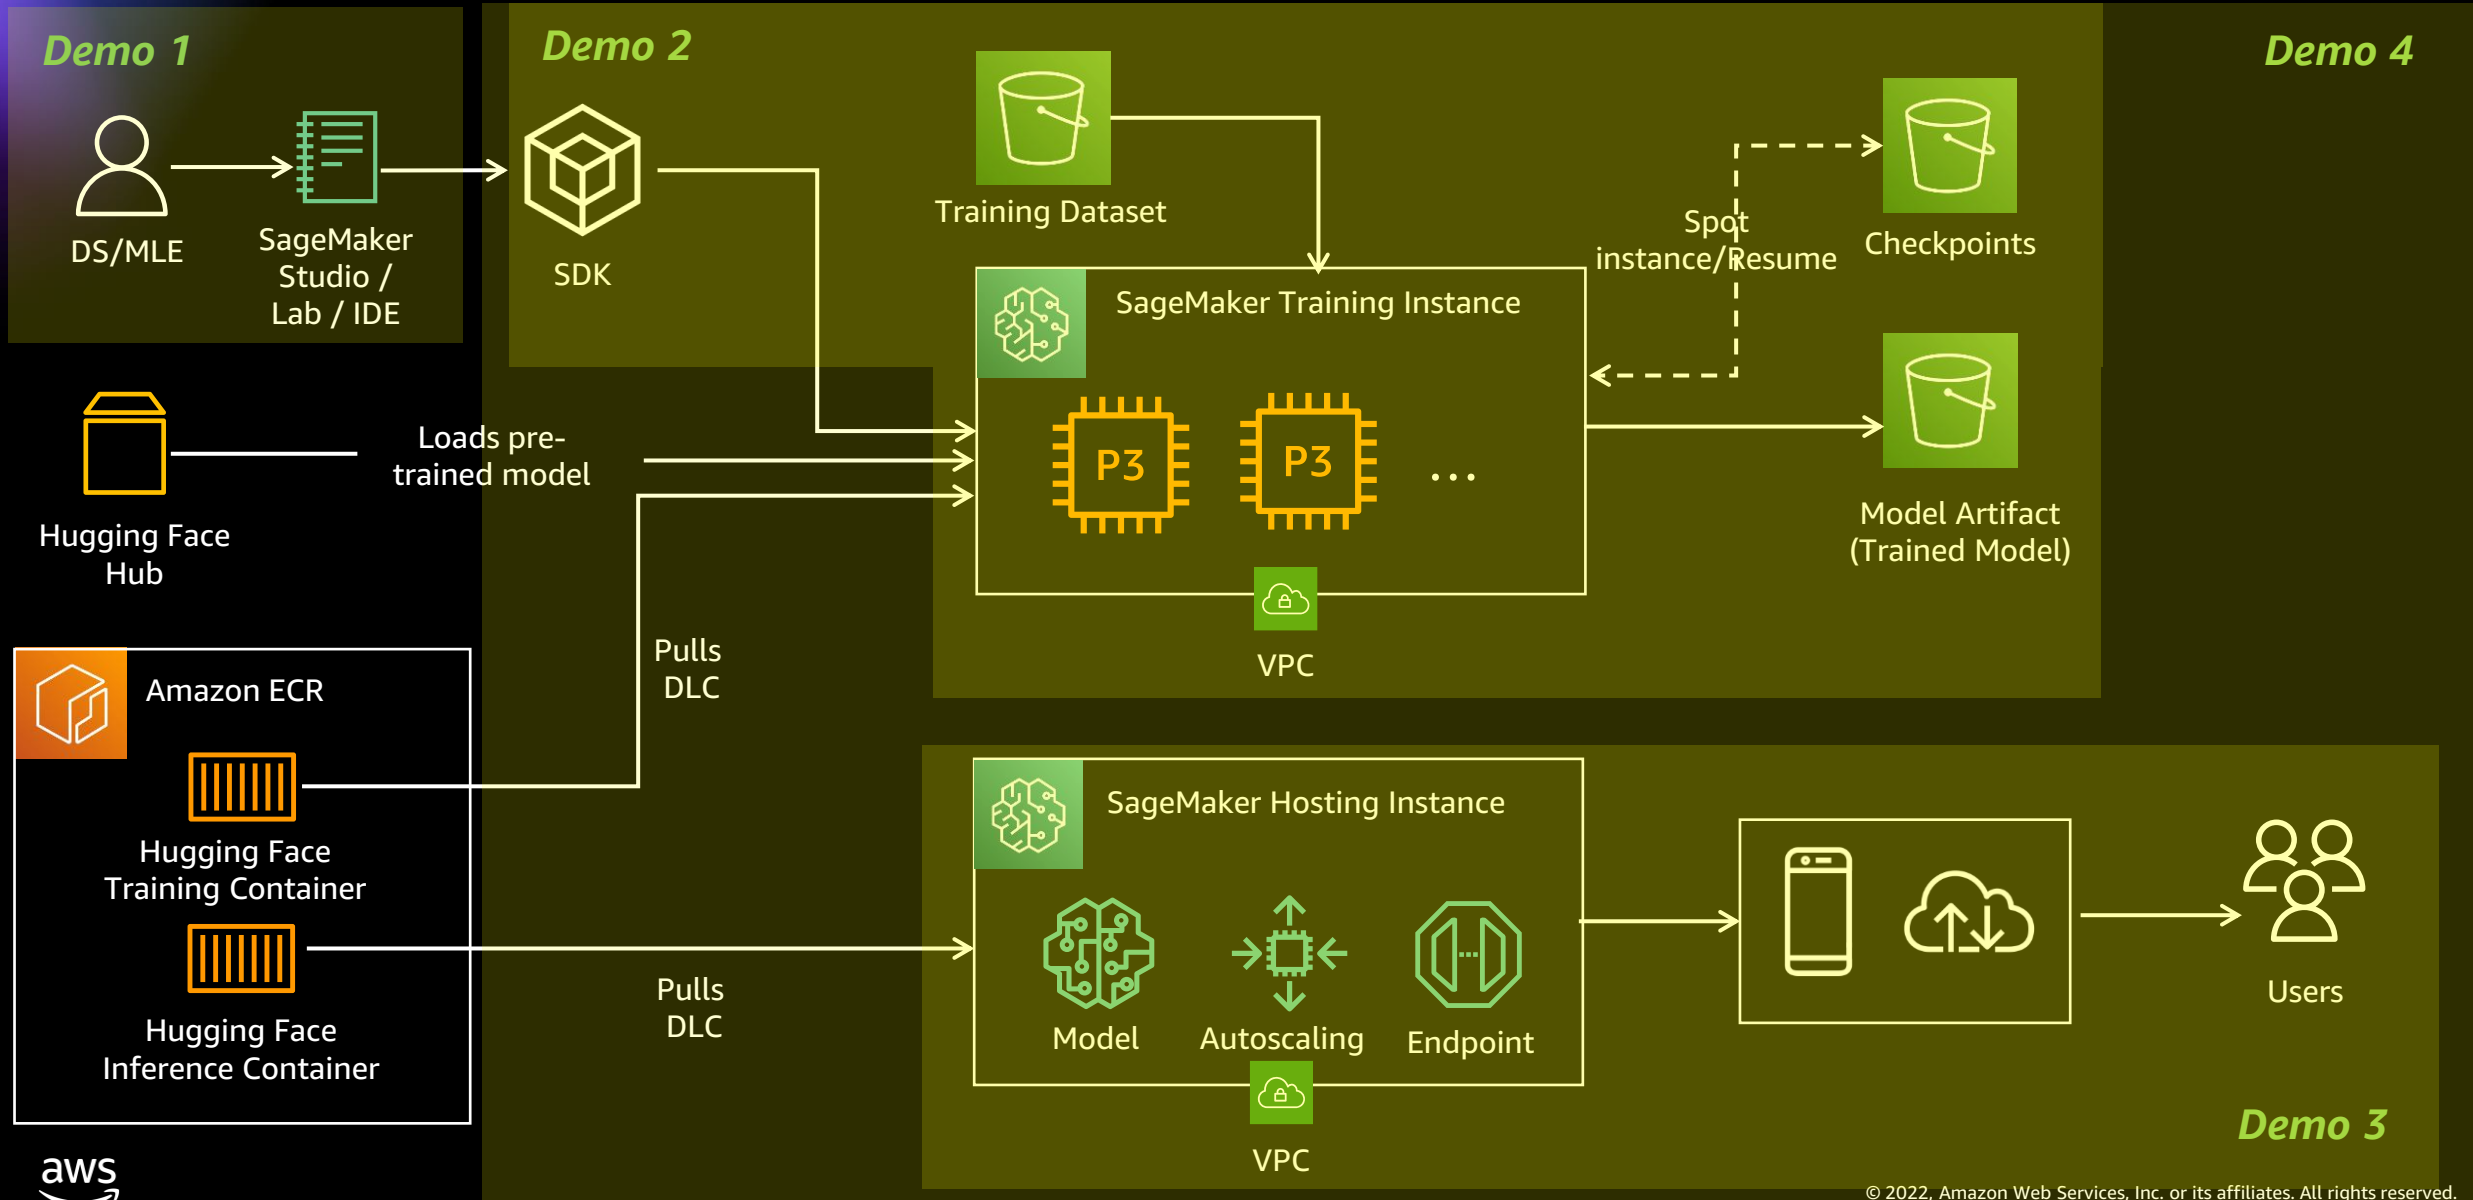 Demo 1
Demo 2
Demo 4
DS/MLE
SageMaker
Studio /
Lab / IDE
SDK
Training Dataset
Spot
instance/Resume
Checkpoints
SageMaker Training Instance
P3
P3
...
Model Artifact
(Trained Model)
VPC
Loads pre-
trained model
Hugging Face
Hub
Pulls
DLC
Amazon ECR
Hugging Face
Training Container
Hugging Face
Inference Container
Pulls
DLC
SageMaker Hosting Instance
Model
Autoscaling
Endpoint
VPC
Users
Demo 3
aws
© 2022, Amazon Web Services, Inc. or its affiliates. All rights reserved.